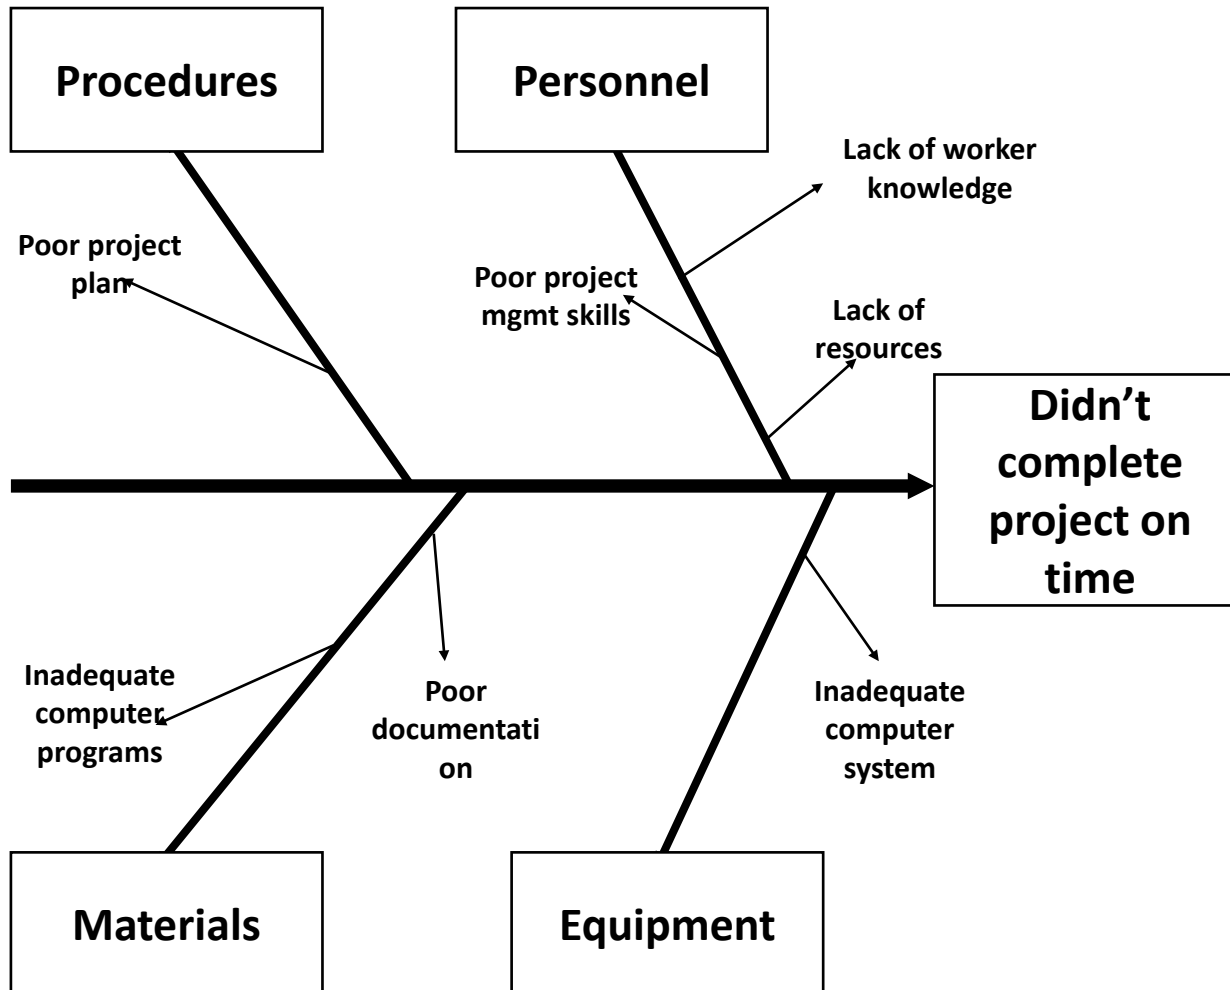 Procedures
Personnel
Lack of worker
knowledge
Poor project
plan
Poor project
mgmt skills
Lack of
resources
Didn’t
complete
project on
time
Inadequate
computer
programs
Poor
documentati
on
Inadequate
computer
system
Materials
Equipment